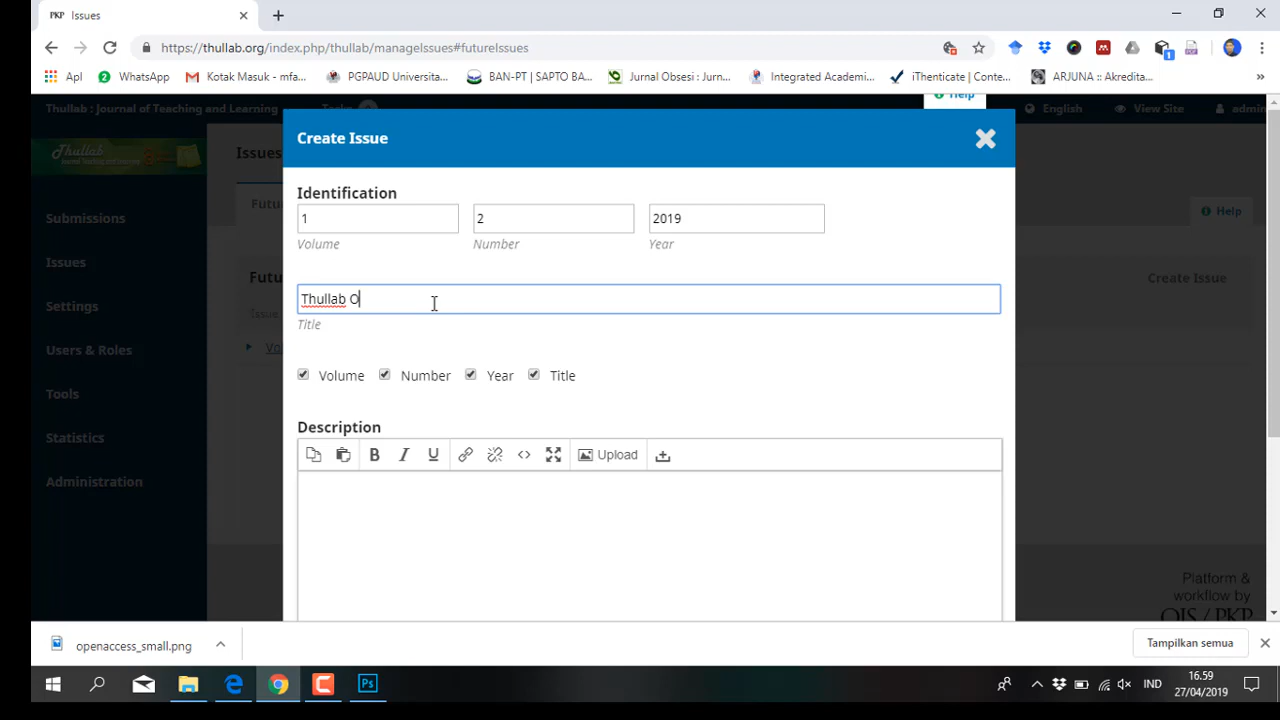 PKP Issues
https://thullab.org/index.php/thullab/manageIssues#futureIssues
Apl WhatsApp Kotak Masuk - mfa... PGPAUD Universita... BAN-PT | SAPTO BA... Jurnal Obsesi : Jurn... Integrated Academi... iThenticate | Conte... ARJUNA :: Akredita... »
Thullab : Journal of Teaching and Learning Tasks English View Site admin
Help
Create Issue
Thullab
Issues
Submissions
Issues
Settings
Users & Roles
Tools
Statistics
Administration
Futu
Help
Futu
Create Issue
Issue
Vo
Identification
1 2 2019
Volume Number Year
Thullab O
Title
Volume Number Year Title
Description
B I U Upload
Platform &
workflow by
OJS / PKP
openaccess_small.png Tampilkan semua
Ps IND
16.59
27/04/2019